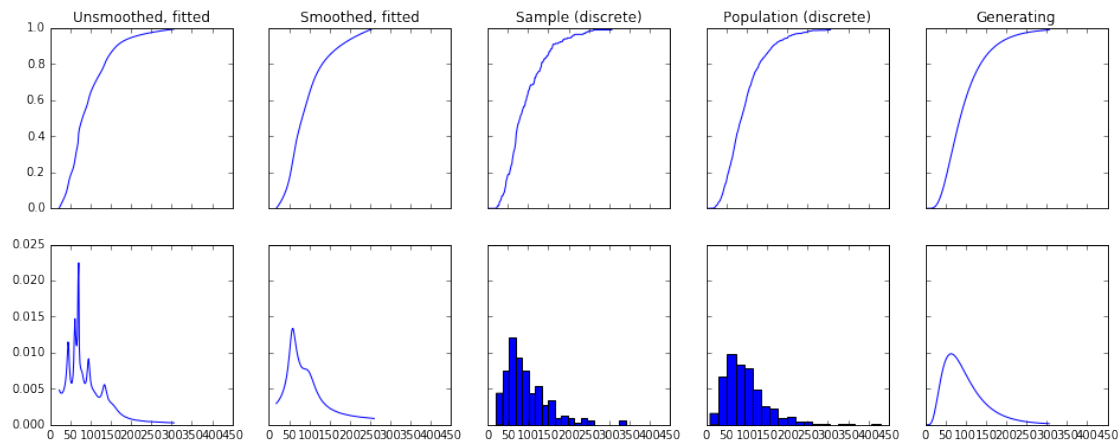 Unsmoothed, fitted
Smoothed, fitted
Sample (discrete)
Population (discrete)
Generating
1.0
0.8
0.6
0.4
0.2
0.0
0.025
0.020
0.015
0.010
0.005
0.000
0 50 100150200250300350400450
0 50 100150200250300350400450
0 50 100150200250300350400450
0 50 100150200250300350400450
0 50 100150200250300350400450